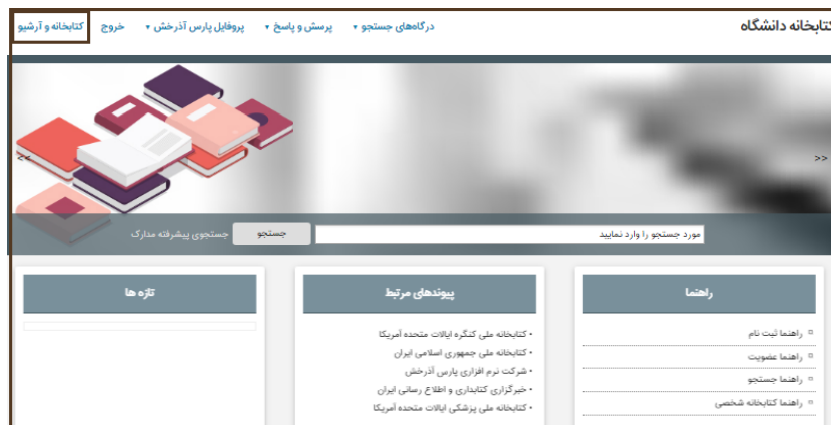 کتابخانه دانشگاه
درگاه‌های جستجو ▾ پرسش و پاسخ ▾ پروفایل پارس آذرخش ▾ خروج کتابخانه و آرشیو
<< >>
مورد جستجو را وارد نمایید جستجو جستجوی پیشرفته مدارک
راهنما
راهنما ثبت نام
راهنما عضویت
راهنما جستجو
راهنما کتابخانه شخصی
پیوندهای مرتبط
• کتابخانه ملی کنگره ایالات متحده آمریکا
• کتابخانه ملی جمهوری اسلامی ایران
• شرکت نرم افزاری پارس آذرخش
• خبرگزاری کتابداری و اطلاع رسانی ایران
• کتابخانه ملی پزشکی ایالات متحده آمریکا
تازه ها